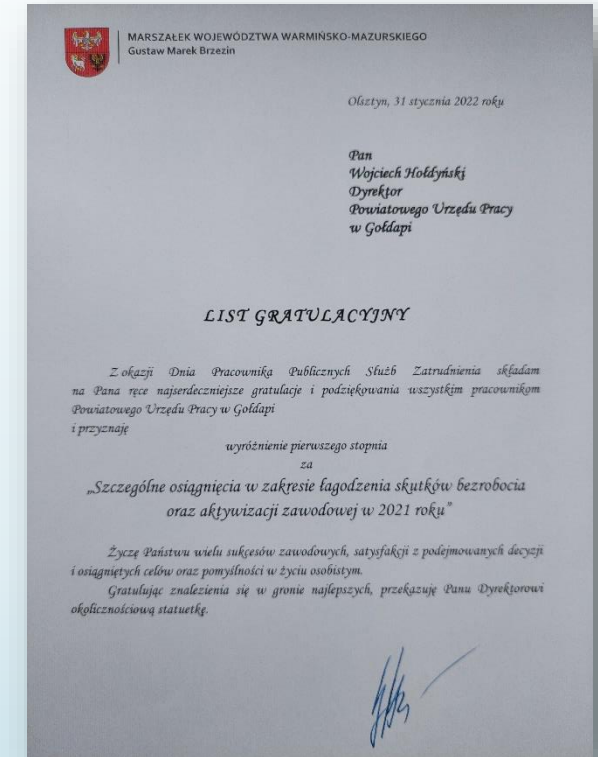 MARSZAŁEK WOJEWÓDZTWA WARMIŃSKO-MAZURSKIEGO
Gustaw Marek Brzezin
Olsztyn, 31 stycznia 2022 roku
Pan
Wojciech Hołdyński
Dyrektor
Powiatowego Urzędu Pracy
w Gołdapi
LIST GRATULACYJNY
Z okazji Dnia Pracownika Publicznych Służb Zatrudnienia składam
na Pana ręce najserdeczniejsze gratulacje i podziękowania wszystkim pracownikom
Powiatowego Urzędu Pracy w Gołdapi
i przyznaję
wyróżnienie pierwszego stopnia
za
„Szczególne osiągnięcia w zakresie łagodzenia skutków bezrobocia
oraz aktywizacji zawodowej w 2021 roku”
Życzę Państwu wielu sukcesów zawodowych, satysfakcji z podejmowanych decyzji
i osiągniętych celów oraz pomyślności w życiu osobistym.
Gratulując znalezienia się w gronie najlepszych, przekazuję Panu Dyrektorowi
okolicznościową statuetkę.